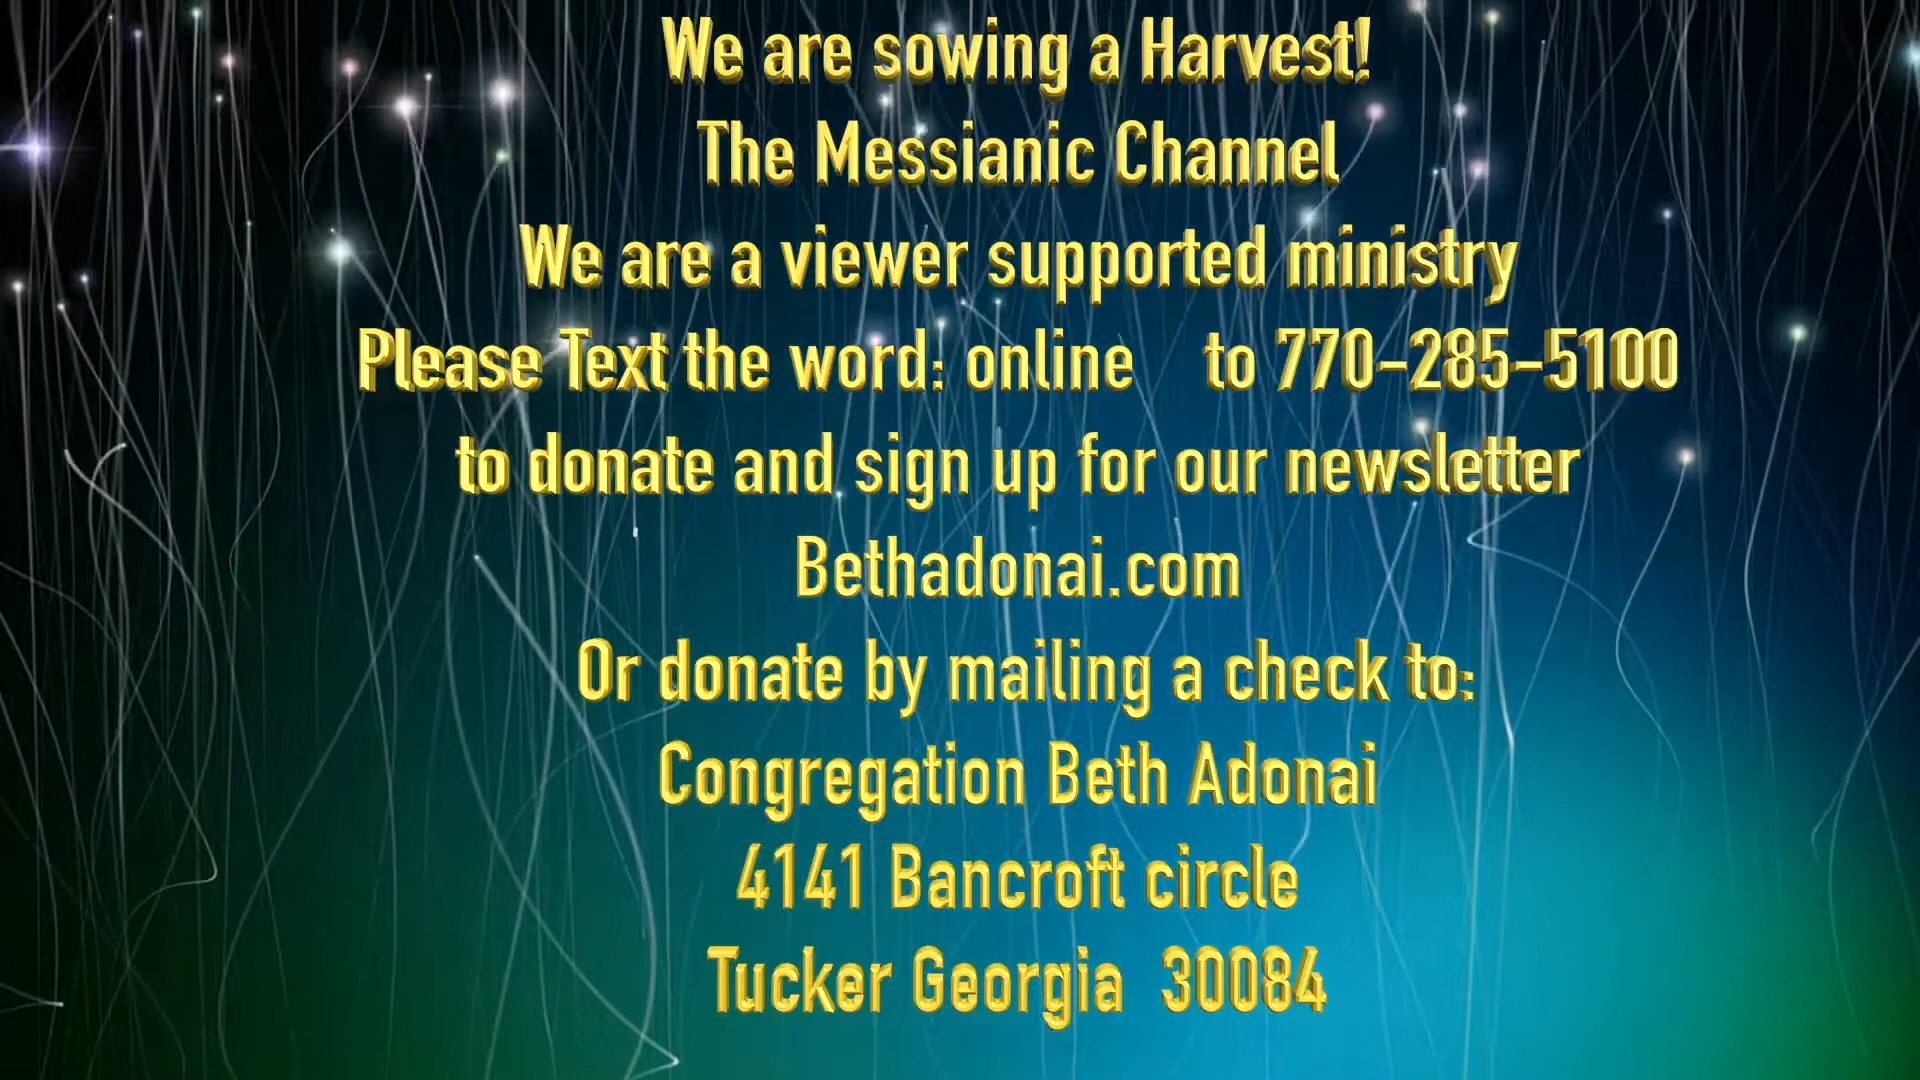 We are sowing a Harvest!
The Messianic Channel
We are a viewer supported ministry
Please Text the word: online to 770-285-5100
to donate and sign up for our newsletter
Bethadonai.com
Or donate by mailing a check to:
Congregation Beth Adonai
4141 Bancroft circle
Tucker Georgia 30084